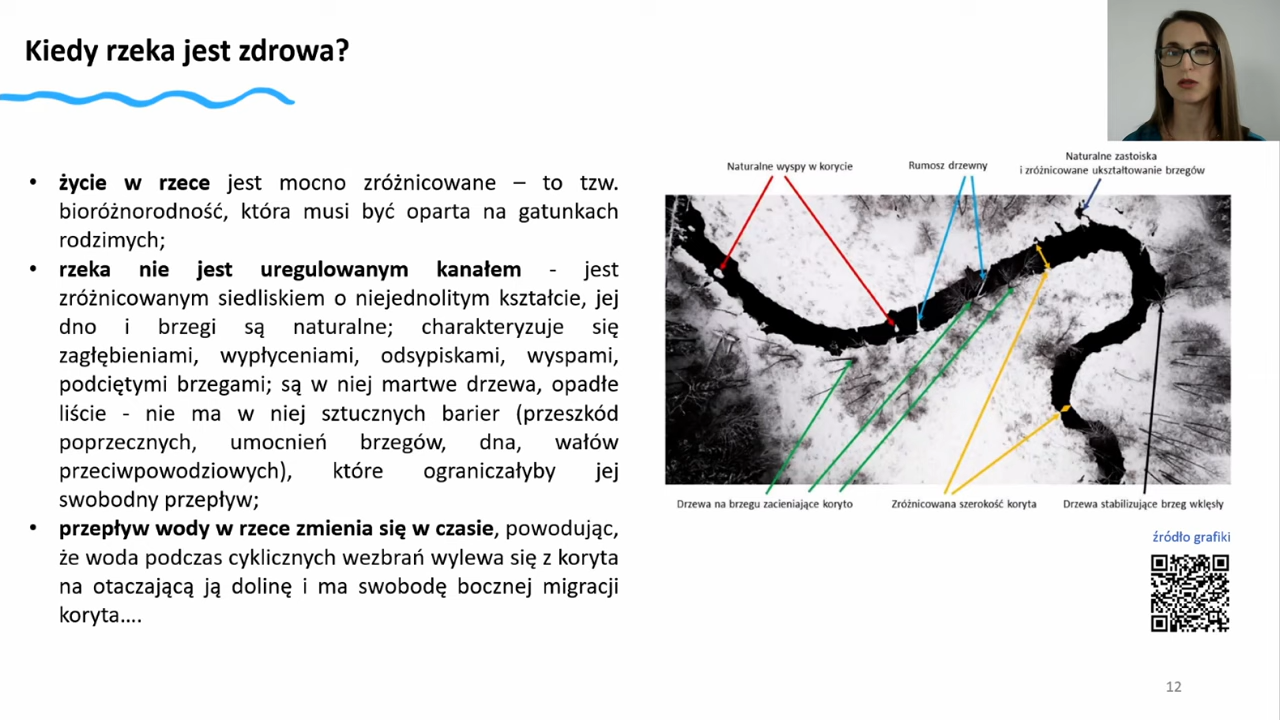 Kiedy rzeka jest zdrowa?
• życie w rzece jest mocno zróżnicowane – to tzw.
bioróżnorodność, która musi być oparta na gatunkach
rodzimych;
• rzeka nie jest uregulowanym kanałem - jest
zróżnicowanym siedliskiem o niejednolitym kształcie, jej
dno i brzegi są naturalne; charakteryzuje się
zagłębieniami, wypłyceniami, odsypiskami, wyspami,
podciętymi brzegami; są w niej martwe drzewa, opadłe
liście - nie ma w niej sztucznych barier (przeszkód
poprzecznych, umocnień brzegów, dna, wałów
przeciwpowodziowych), które ograniczałyby jej
swobodny przepływ;
• przepływ wody w rzece zmienia się w czasie, powodując,
że woda podczas cyklicznych wezbrań wylewa się z koryta
na otaczającą ją dolinę i ma swobodę bocznej migracji
koryta….
Naturalne wyspy w korycie
Rumosz drzewny
Naturalne zastoiska
i zróżnicowane ukształtowanie brzegów
Drzewa na brzegu zacieniające koryto
Zróżnicowana szerokość koryta
Drzewa stabilizujące brzeg wklęsły
źródło grafiki
12